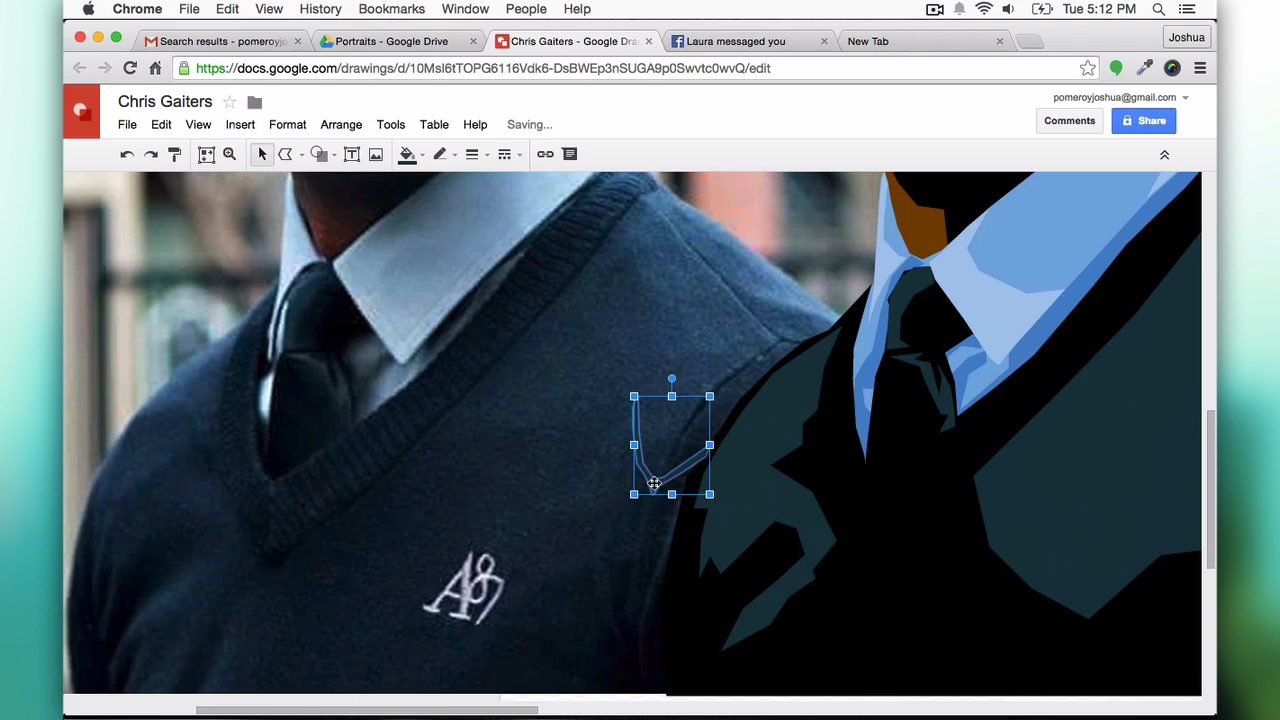 Chrome File Edit View History Bookmarks Window People Help Tue 5:12 PM
Search results - pomeroyjo Portraits - Google Drive Chris Gaiters - Google Dra Laura messaged you New Tab Joshua
https://docs.google.com/drawings/d/10Msl6tTOPG6116Vdk6-DsBWEp3nSUGA9p0Swvtc0wvQ/edit
Chris Gaiters pomeroyjoshua@gmail.com
File Edit View Insert Format Arrange Tools Table Help Saving... Comments Share
A87